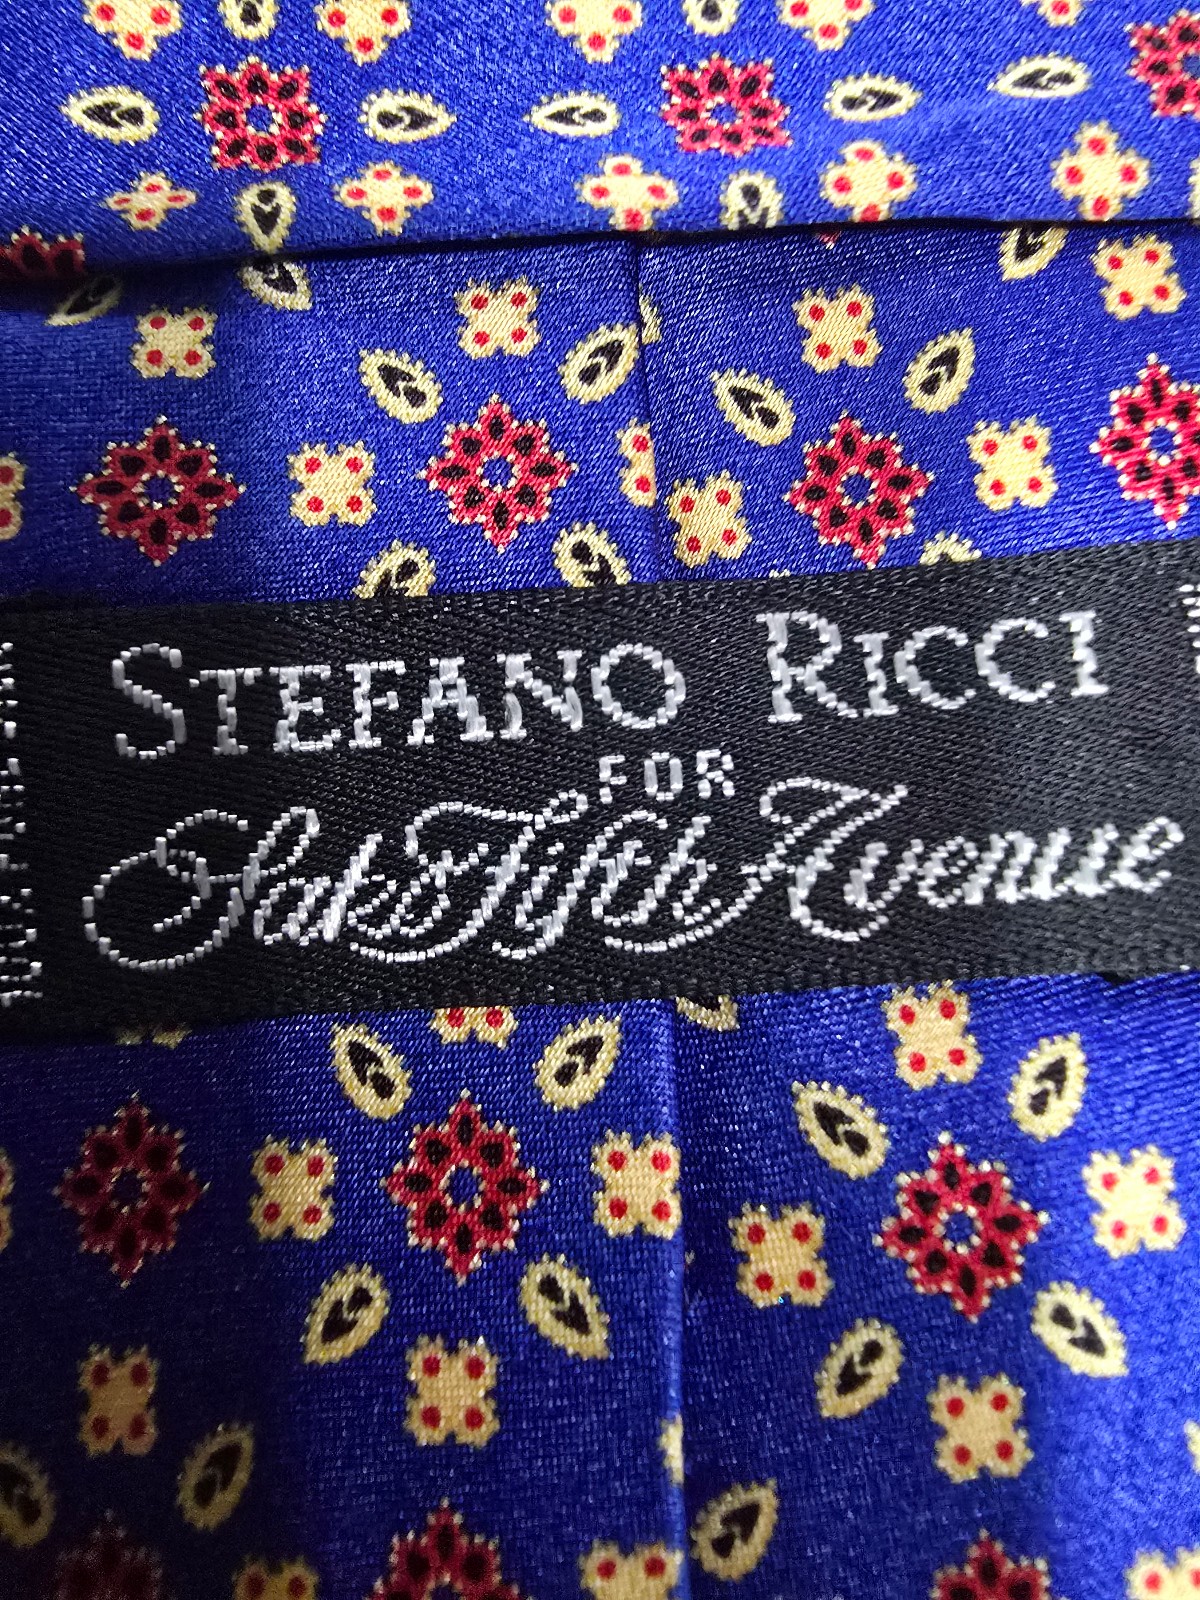 STEFANO RICCI
FOR
Saks Fifth Avenue